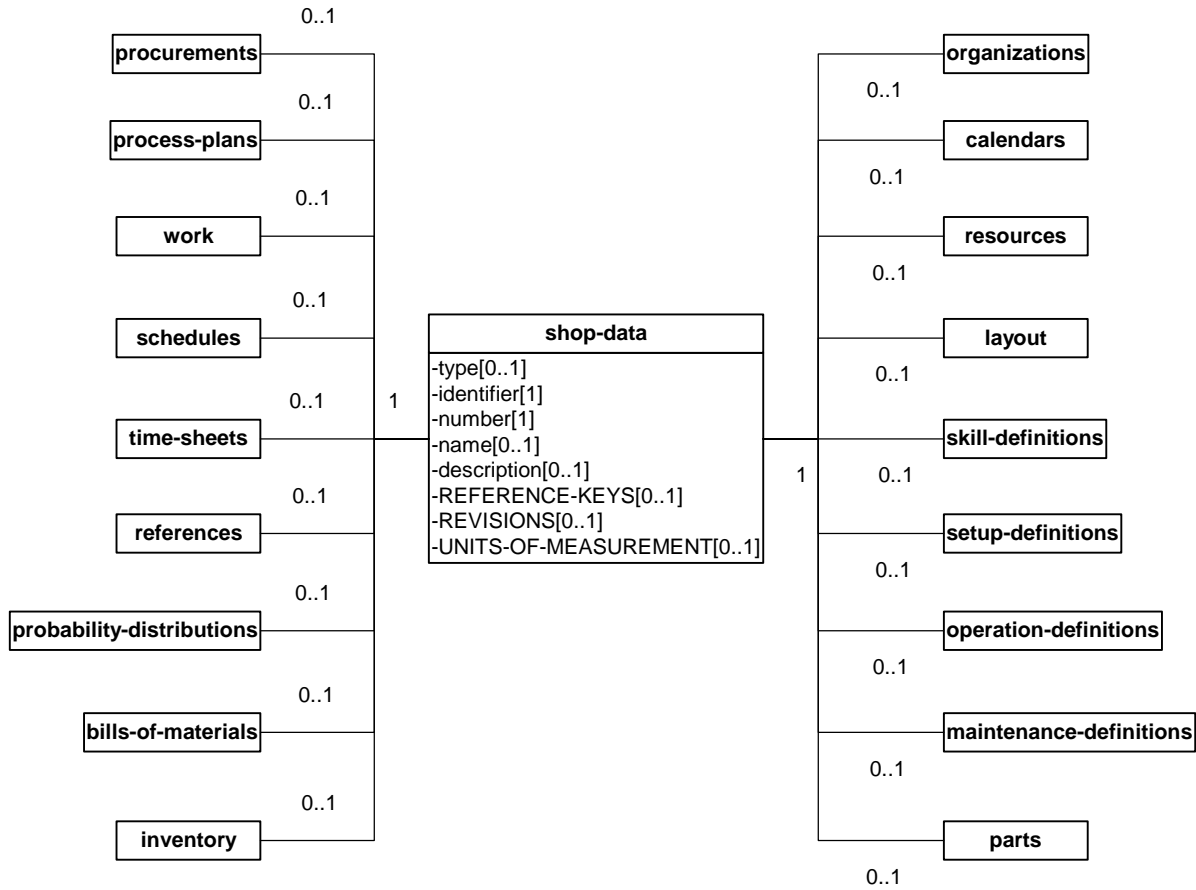 0..1
procurements
organizations
0..1
0..1
process-plans
calendars
0..1
0..1
work
resources
0..1
0..1
schedules
shop-data
layout
-type[0..1]
-identifier[1]
-number[1]
-name[0..1]
-description[0..1]
-REFERENCE-KEYS[0..1]
-REVISIONS[0..1]
-UNITS-OF-MEASUREMENT[0..1]
0..1
0..1
1
time-sheets
skill-definitions
1
0..1
0..1
references
setup-definitions
0..1
0..1
probability-distributions
operation-definitions
0..1
0..1
bills-of-materials
maintenance-definitions
0..1
0..1
inventory
parts
0..1